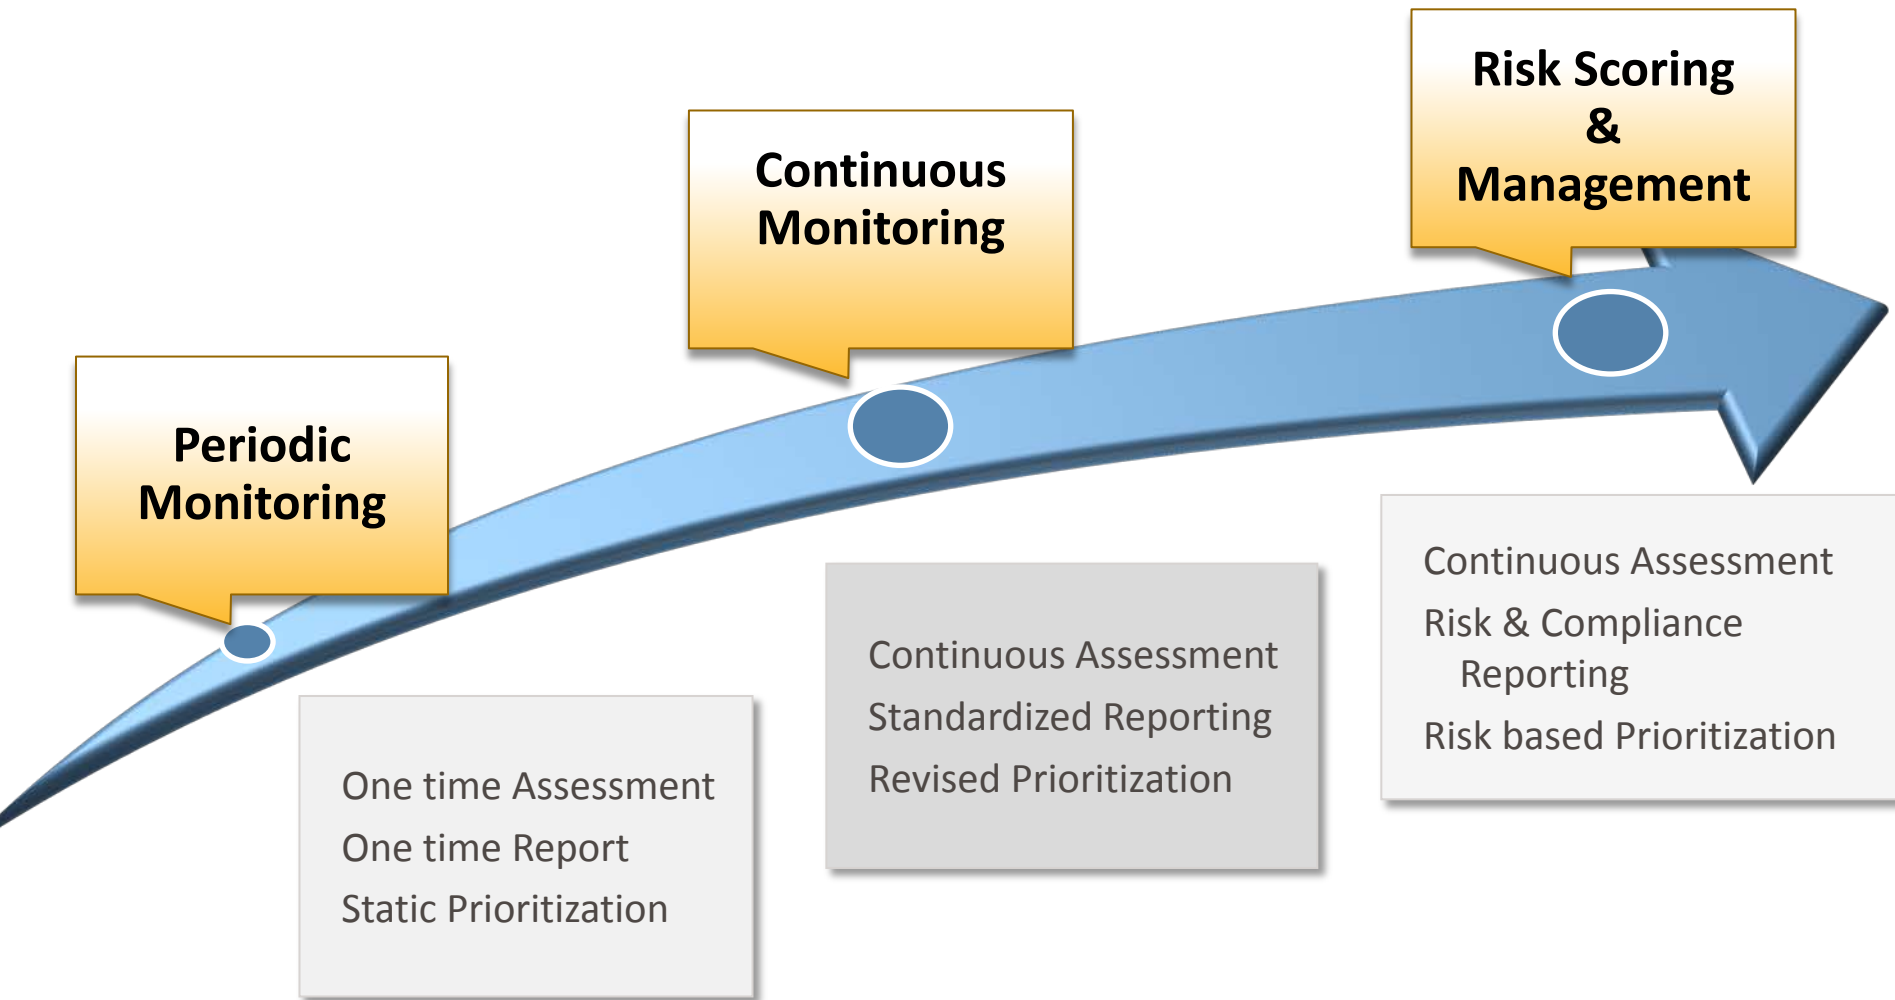 Risk Scoring
&
Management
Continuous
Monitoring
Periodic
Monitoring
One time Assessment
One time Report
Static Prioritization
Continuous Assessment
Standardized Reporting
Revised Prioritization
Continuous Assessment
Risk & Compliance
Reporting
Risk based Prioritization